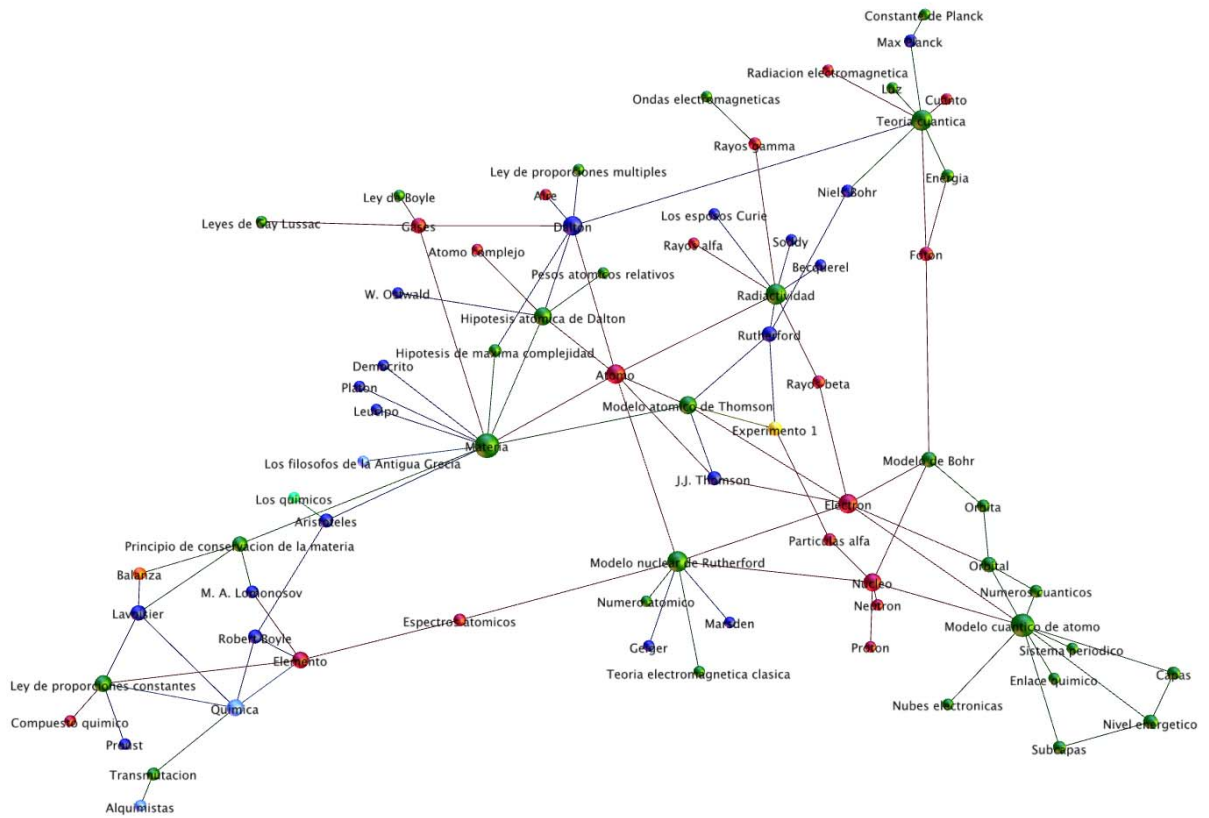 Constante de Planck
Max Planck
Radiacion electromagnetica
Luz
Cuanto
Ondas electromagneticas
Teoria cuantica
Rayos gamma
Ley de proporciones multiples
Energia
Niels Bohr
Ley de Boyle
Aire
Los esposos Curie
Leyes de Gay Lussac
Gases
Dalton
Atomo complejo
Rayos alfa
Soddy
Foton
Pesos atomicos relativos
Becquerel
W. Ostwald
Radiactividad
Hipotesis atomica de Dalton
Rutherford
Hipotesis de maxima complejidad
Democrito
Atomo
Platon
Rayos beta
Leucipo
Modelo atomico de Thomson
Experimento 1
Materia
Los filosofos de la Antigua Grecia
Modelo de Bohr
J.J. Thomson
Los quimicos
Electron
Orbita
Aristoteles
Principio de conservacion de la materia
Particulas alfa
Modelo nuclear de Rutherford
Orbital
Balanza
Nucleo
M. A. Lomonosov
Numeros cuanticos
Numero atomico
Neutron
Lavoisier
Espectros atomicos
Marsden
Modelo cuantico de atomo
Robert Boyle
Geiger
Proton
Sistema periodico
Elemento
Teoria electromagnetica clasica
Capas
Ley de proporciones constantes
Enlace quimico
Nubes electronicas
Quimica
Compuesto quimico
Nivel energetico
Proust
Subcapas
Transmutacion
Alquimistas